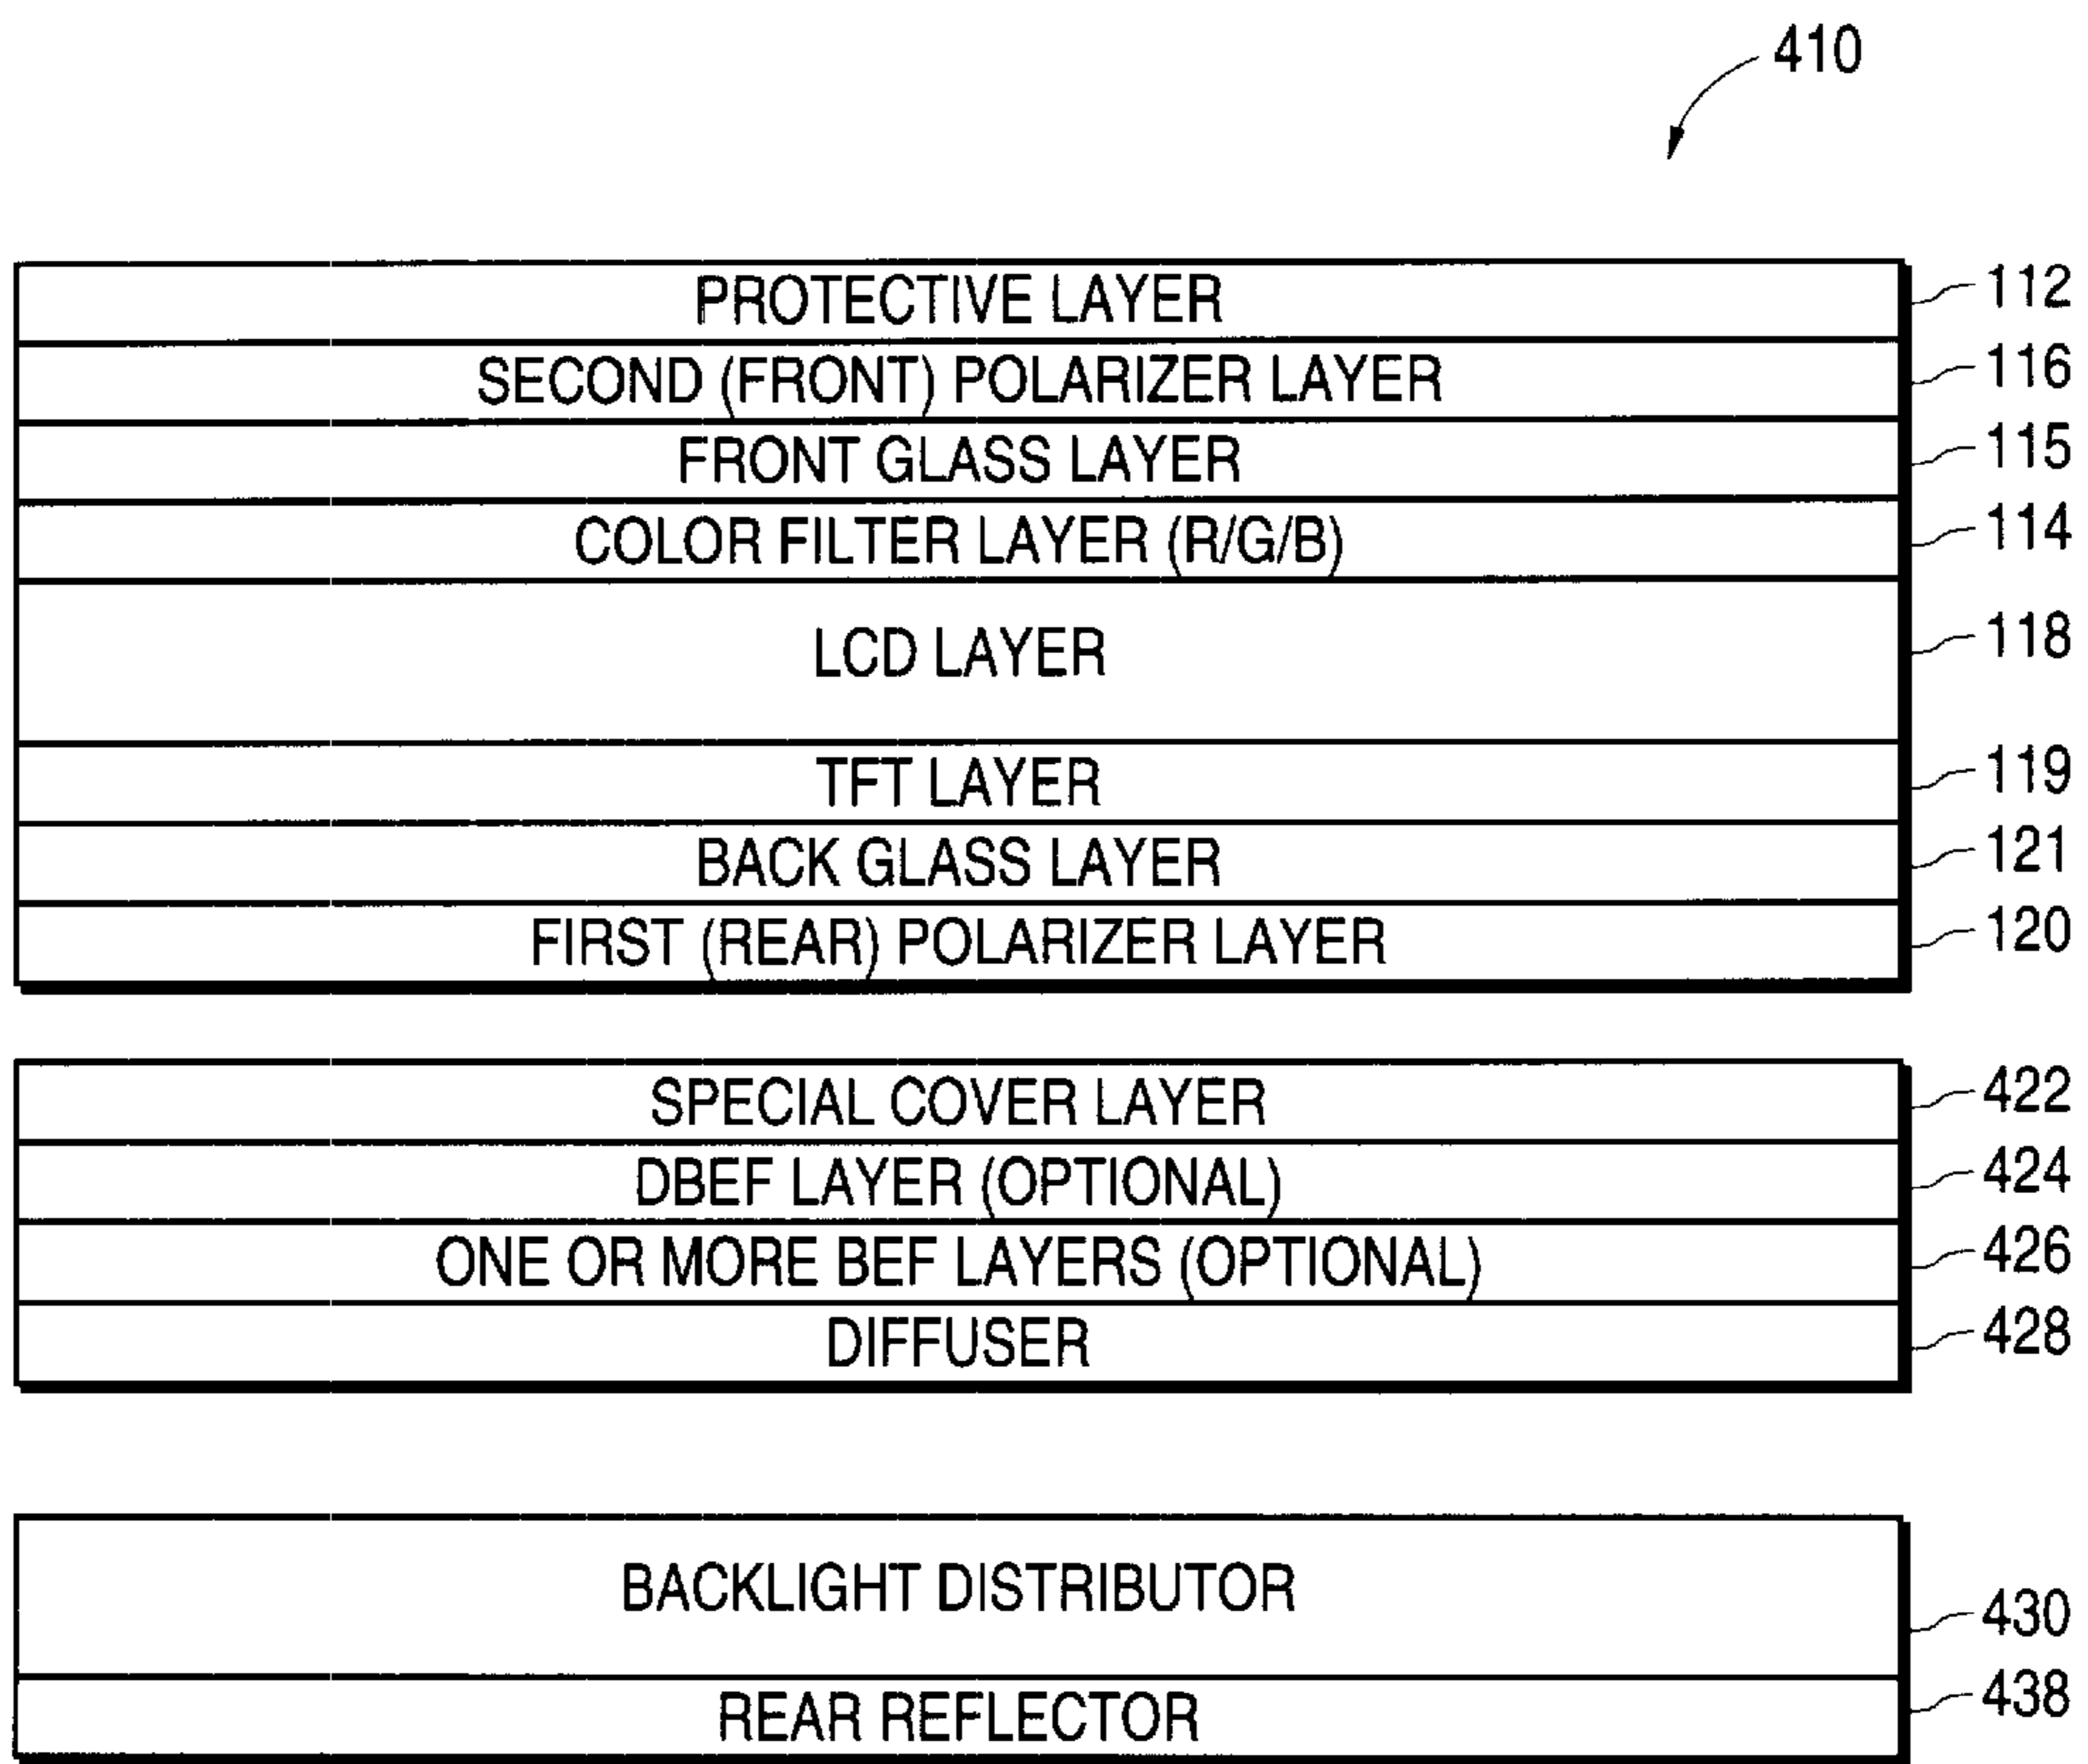 410
PROTECTIVE LAYER 112
SECOND (FRONT) POLARIZER LAYER 116
FRONT GLASS LAYER 115
COLOR FILTER LAYER (R/G/B) 114
LCD LAYER 118
TFT LAYER 119
BACK GLASS LAYER 121
FIRST (REAR) POLARIZER LAYER 120
SPECIAL COVER LAYER 422
DBEF LAYER (OPTIONAL) 424
ONE OR MORE BEF LAYERS (OPTIONAL) 426
DIFFUSER 428
BACKLIGHT DISTRIBUTOR 430
REAR REFLECTOR 438